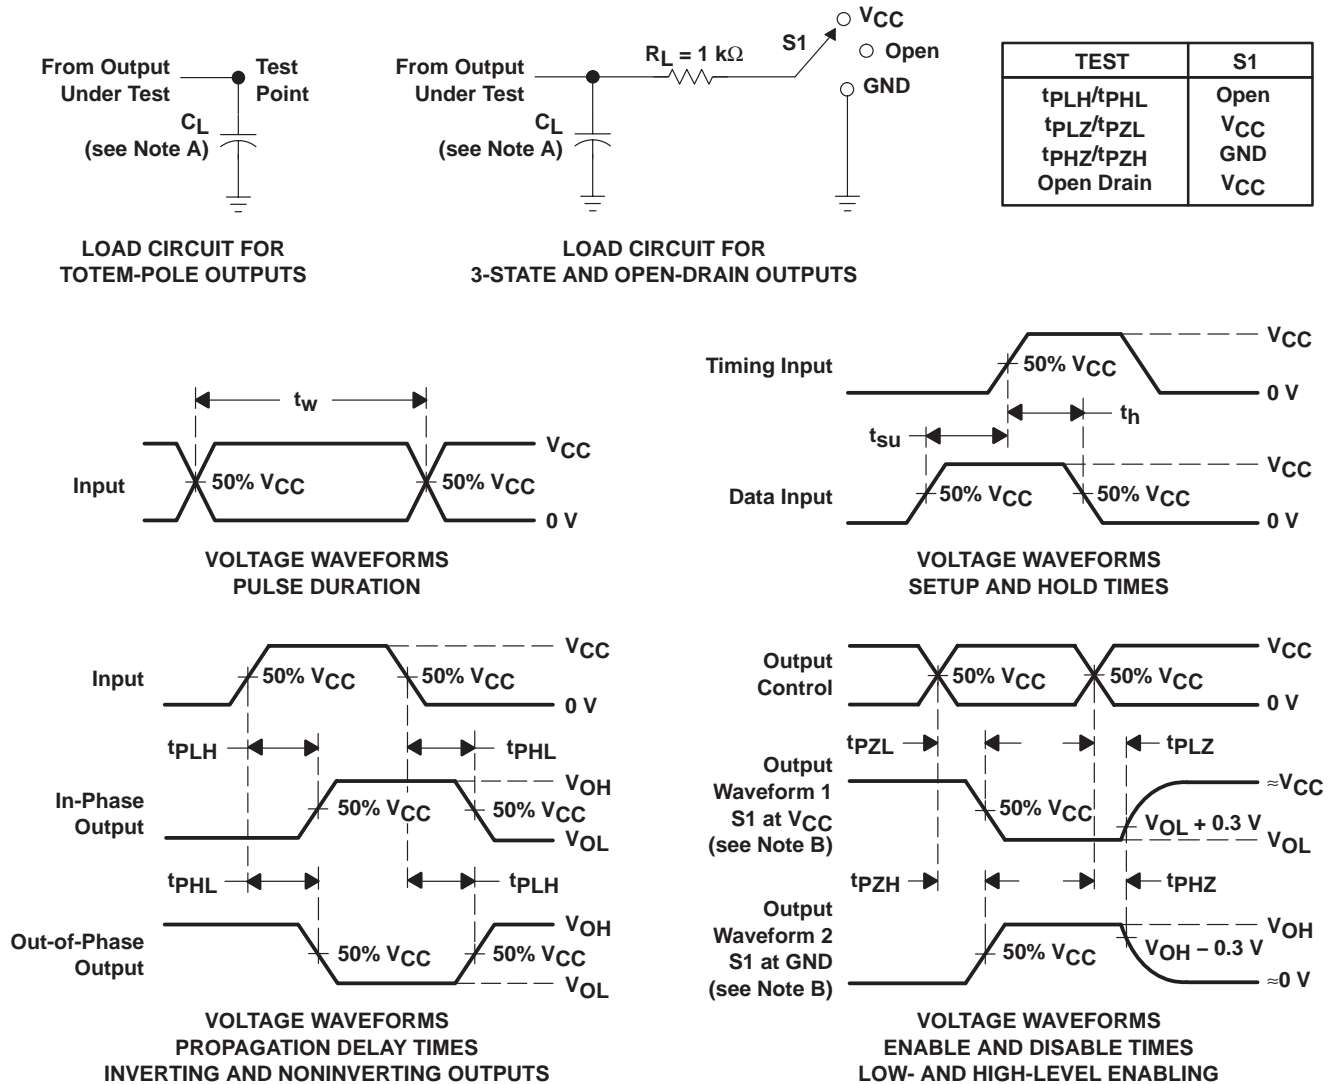 From Output
Under Test
Test
Point
CL
(see Note A)
LOAD CIRCUIT FOR
TOTEM-POLE OUTPUTS
From Output
Under Test
CL
(see Note A)
RL = 1 kΩ
S1
VCC
Open
GND
LOAD CIRCUIT FOR
3-STATE AND OPEN-DRAIN OUTPUTS
TEST S1
tPLH/tPHL Open
tPLZ/tPZL VCC
tPHZ/tPZH GND
Open Drain VCC
tw
Input
50% VCC
50% VCC
VCC
0 V
VOLTAGE WAVEFORMS
PULSE DURATION
Timing Input
50% VCC
VCC
0 V
tsu
th
Data Input
50% VCC
50% VCC
VCC
0 V
VOLTAGE WAVEFORMS
SETUP AND HOLD TIMES
Input
50% VCC
50% VCC
VCC
0 V
tPLH
tPHL
In-Phase
Output
50% VCC
50% VCC
VOH
VOL
tPHL
tPLH
Out-of-Phase
Output
50% VCC
50% VCC
VOH
VOL
VOLTAGE WAVEFORMS
PROPAGATION DELAY TIMES
INVERTING AND NONINVERTING OUTPUTS
Output
Control
50% VCC
50% VCC
VCC
0 V
tPZL
tPLZ
Output
Waveform 1
S1 at VCC
(see Note B)
50% VCC
≈VCC
VOL + 0.3 V
VOL
tPZH
tPHZ
Output
Waveform 2
S1 at GND
(see Note B)
50% VCC
VOH
VOH – 0.3 V
≈0 V
VOLTAGE WAVEFORMS
ENABLE AND DISABLE TIMES
LOW- AND HIGH-LEVEL ENABLING